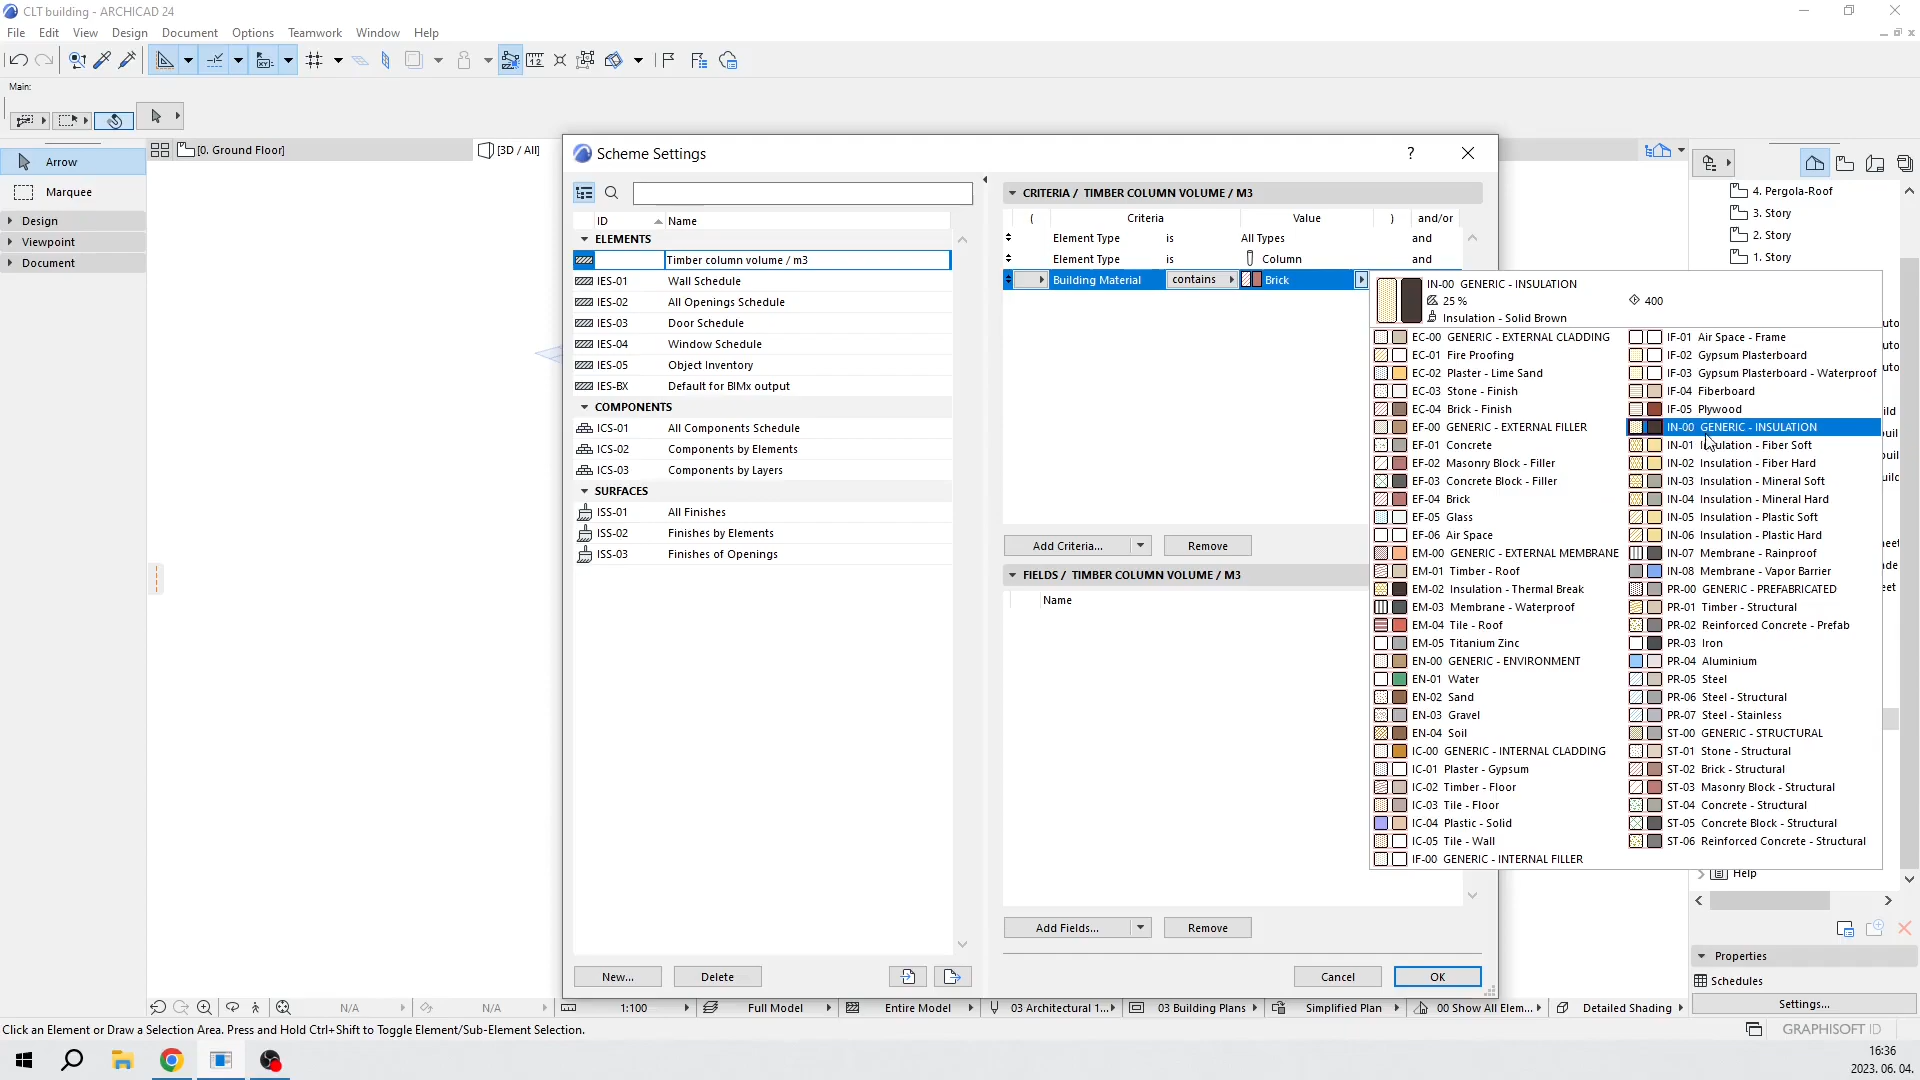 CLT building - ARCHICAD 24
File Edit View Design Document Options Teamwork Window Help
Main:
Arrow
Marquee
Design
Viewpoint
Document
[0. Ground Floor]
[3D / All]
Scheme Settings
?
ID Name
ELEMENTS
Timber column volume / m3
IES-01 Wall Schedule
IES-02 All Openings Schedule
IES-03 Door Schedule
IES-04 Window Schedule
IES-05 Object Inventory
IES-BX Default for BIMx output
COMPONENTS
ICS-01 All Components Schedule
ICS-02 Components by Elements
ICS-03 Components by Layers
SURFACES
ISS-01 All Finishes
ISS-02 Finishes by Elements
ISS-03 Finishes of Openings
New... Delete
CRITERIA / TIMBER COLUMN VOLUME / M3
( Criteria Value ) and/or
Element Type is All Types and
Element Type is Column and
Building Material contains Brick
Add Criteria... Remove
FIELDS / TIMBER COLUMN VOLUME / M3
Name
Add Fields... Remove
Cancel OK
IN-00 GENERIC - INSULATION
25 % 400
Insulation - Solid Brown
EC-00 GENERIC - EXTERNAL CLADDING
EC-01 Fire Proofing
EC-02 Plaster - Lime Sand
EC-03 Stone - Finish
EC-04 Brick - Finish
EF-00 GENERIC - EXTERNAL FILLER
EF-01 Concrete
EF-02 Masonry Block - Filler
EF-03 Concrete Block - Filler
EF-04 Brick
EF-05 Glass
EF-06 Air Space
EM-00 GENERIC - EXTERNAL MEMBRANE
EM-01 Timber - Roof
EM-02 Insulation - Thermal Break
EM-03 Membrane - Waterproof
EM-04 Tile - Roof
EM-05 Titanium Zinc
EN-00 GENERIC - ENVIRONMENT
EN-01 Water
EN-02 Sand
EN-03 Gravel
EN-04 Soil
IC-00 GENERIC - INTERNAL CLADDING
IC-01 Plaster - Gypsum
IC-02 Timber - Floor
IC-03 Tile - Floor
IC-04 Plastic - Solid
IC-05 Tile - Wall
IF-00 GENERIC - INTERNAL FILLER
IF-01 Air Space - Frame
IF-02 Gypsum Plasterboard
IF-03 Gypsum Plasterboard - Waterproof
IF-04 Fiberboard
IF-05 Plywood
IN-00 GENERIC - INSULATION
IN-01 Insulation - Fiber Soft
IN-02 Insulation - Fiber Hard
IN-03 Insulation - Mineral Soft
IN-04 Insulation - Mineral Hard
IN-05 Insulation - Plastic Soft
IN-06 Insulation - Plastic Hard
IN-07 Membrane - Rainproof
IN-08 Membrane - Vapor Barrier
PR-00 GENERIC - PREFABRICATED
PR-01 Timber - Structural
PR-02 Reinforced Concrete - Prefab
PR-03 Iron
PR-04 Aluminium
PR-05 Steel
PR-06 Steel - Structural
PR-07 Steel - Stainless
ST-00 GENERIC - STRUCTURAL
ST-01 Stone - Structural
ST-02 Brick - Structural
ST-03 Masonry Block - Structural
ST-04 Concrete - Structural
ST-05 Concrete Block - Structural
ST-06 Reinforced Concrete - Structural
4. Pergola-Roof
3. Story
2. Story
1. Story
Help
Properties
Schedules
Settings...
N/A N/A 1:100 Full Model Entire Model 03 Architectural 1... 03 Building Plans Simplified Plan 00 Show All Elem... Detailed Shading
Click an Element or Draw a Selection Area. Press and Hold Ctrl+Shift to Toggle Element/Sub-Element Selection.
GRAPHISOFT ID
16:36
2023. 06. 04.